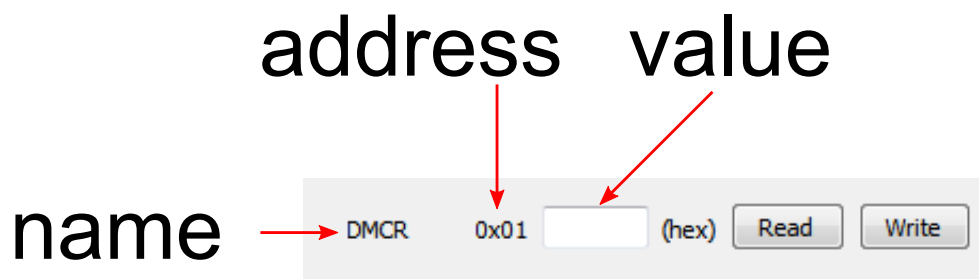 address value
name DMCR 0x01 (hex) Read Write